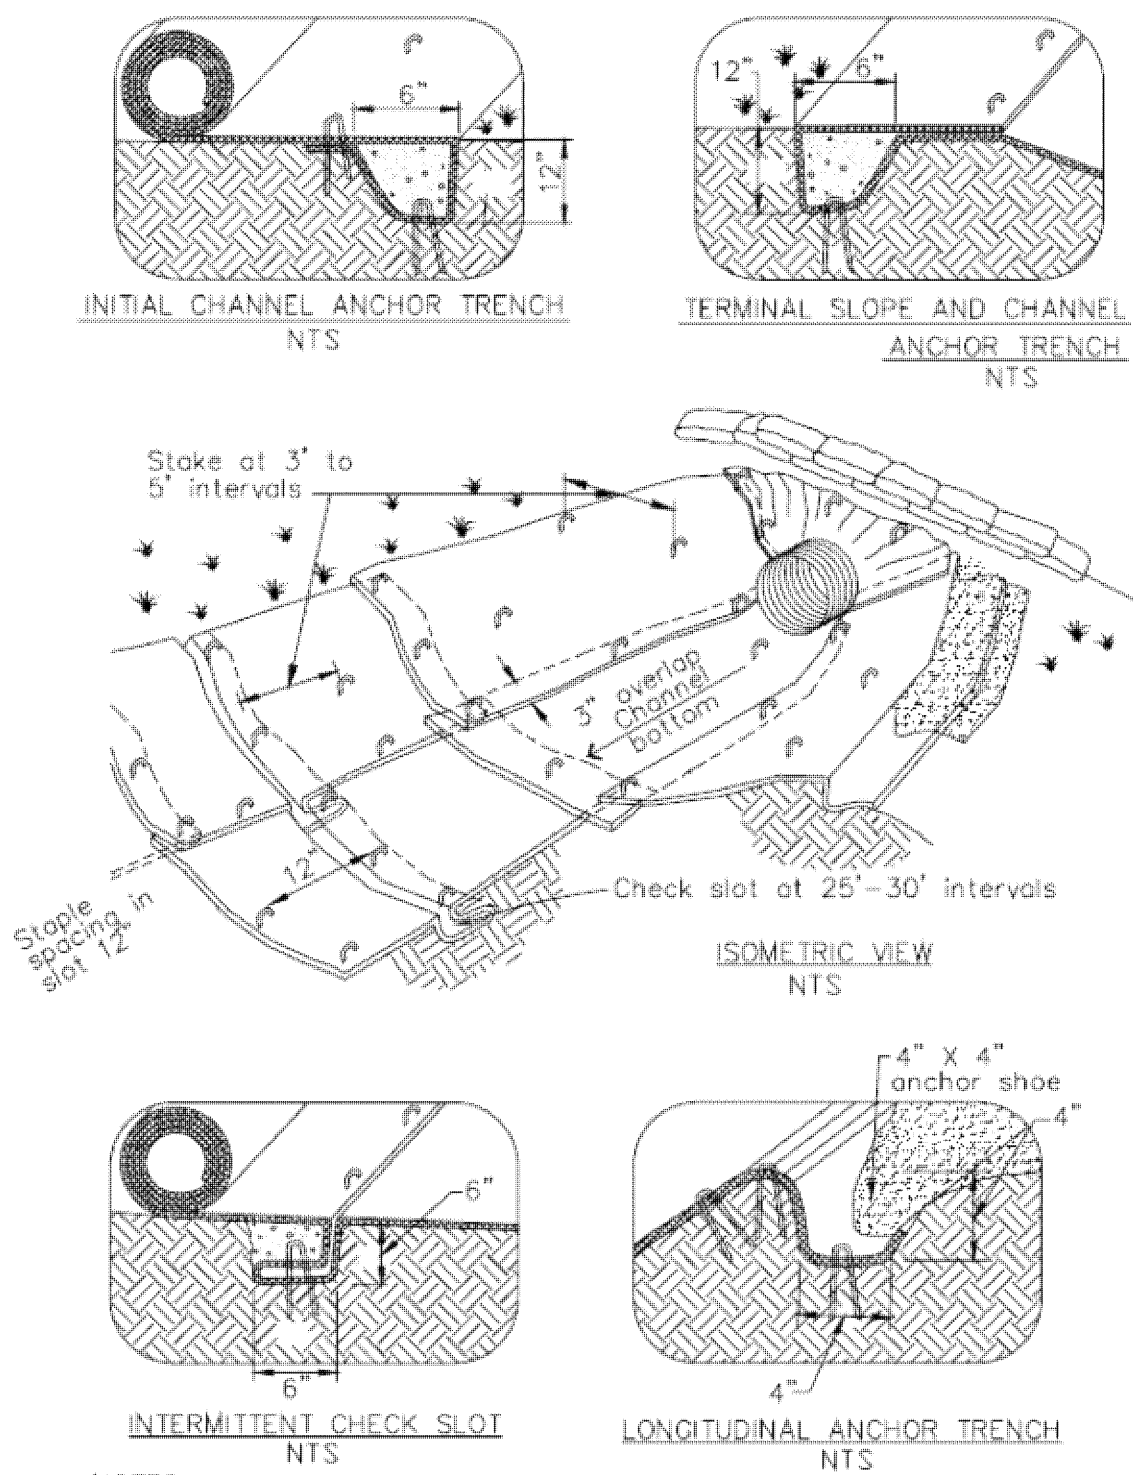 6"
12"
INITIAL CHANNEL ANCHOR TRENCH
NTS
12"
6"
TERMINAL SLOPE AND CHANNEL
ANCHOR TRENCH
NTS
Stake at 3' to
5' intervals
3" overlap
Channel
bottom
12"
Staple
spacing in
slot 12"
Check slot at 25'-30' intervals
ISOMETRIC VIEW
NTS
6"
6"
INTERMITTENT CHECK SLOT
NTS
4" X 4"
anchor shoe
4"
4"
LONGITUDINAL ANCHOR TRENCH
NTS